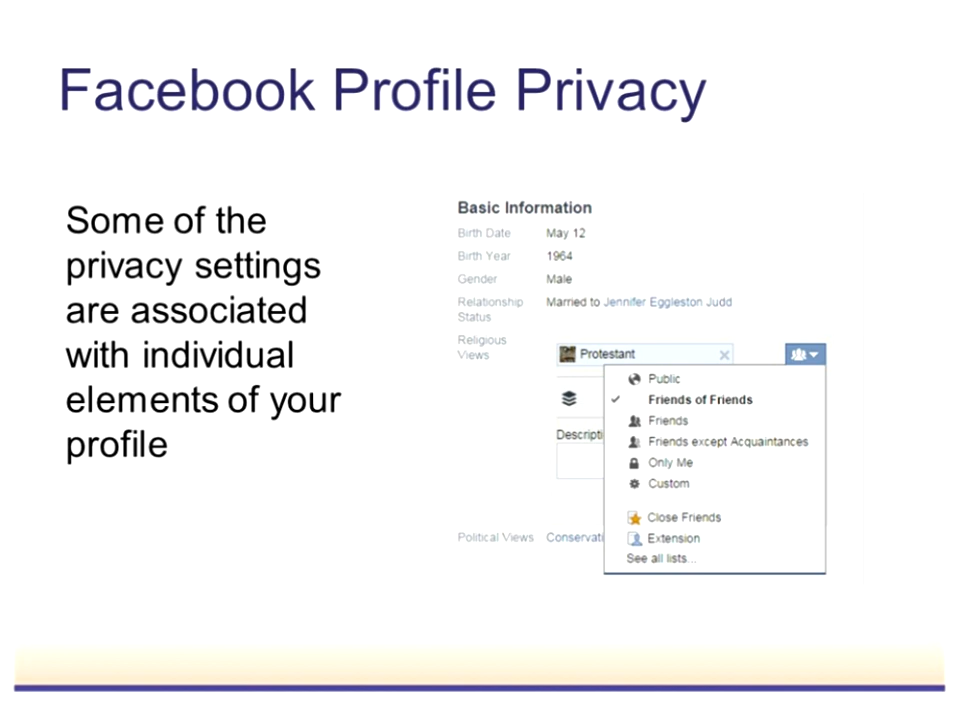 Facebook Profile Privacy
Some of the
privacy settings
are associated
with individual
elements of your
profile
Basic Information
Birth Date May 12
Birth Year 1964
Gender Male
Relationship Married to Jennifer Eggleston Judd
Status
Religious
Views
Protestant
Public
Friends of Friends
Friends
Descripti
Friends except Acquaintances
Only Me
Custom
Close Friends
Political Views Conservati
Extension
See all lists...